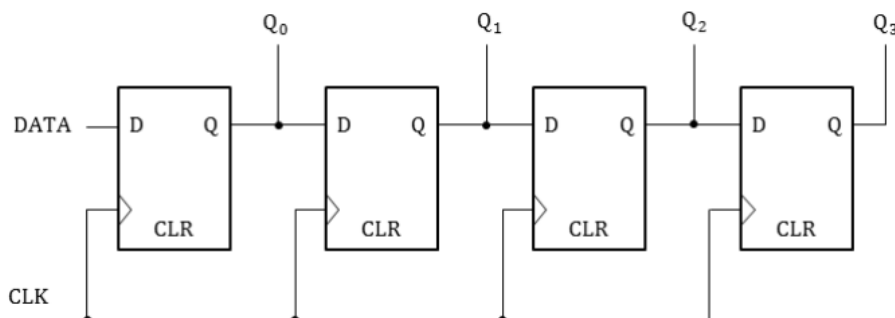 Q₀ Q₁ Q₂ Q₃
DATA D Q D Q D Q D Q
CLR CLR CLR CLR
CLK